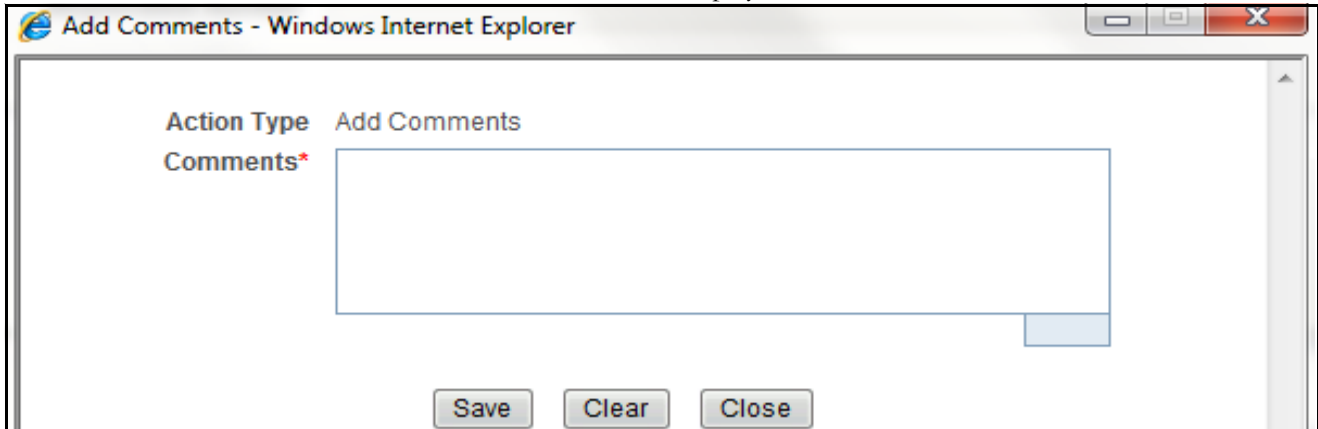 Add Comments - Windows Internet Explorer
Action Type Add Comments
Comments*
Save Clear Close